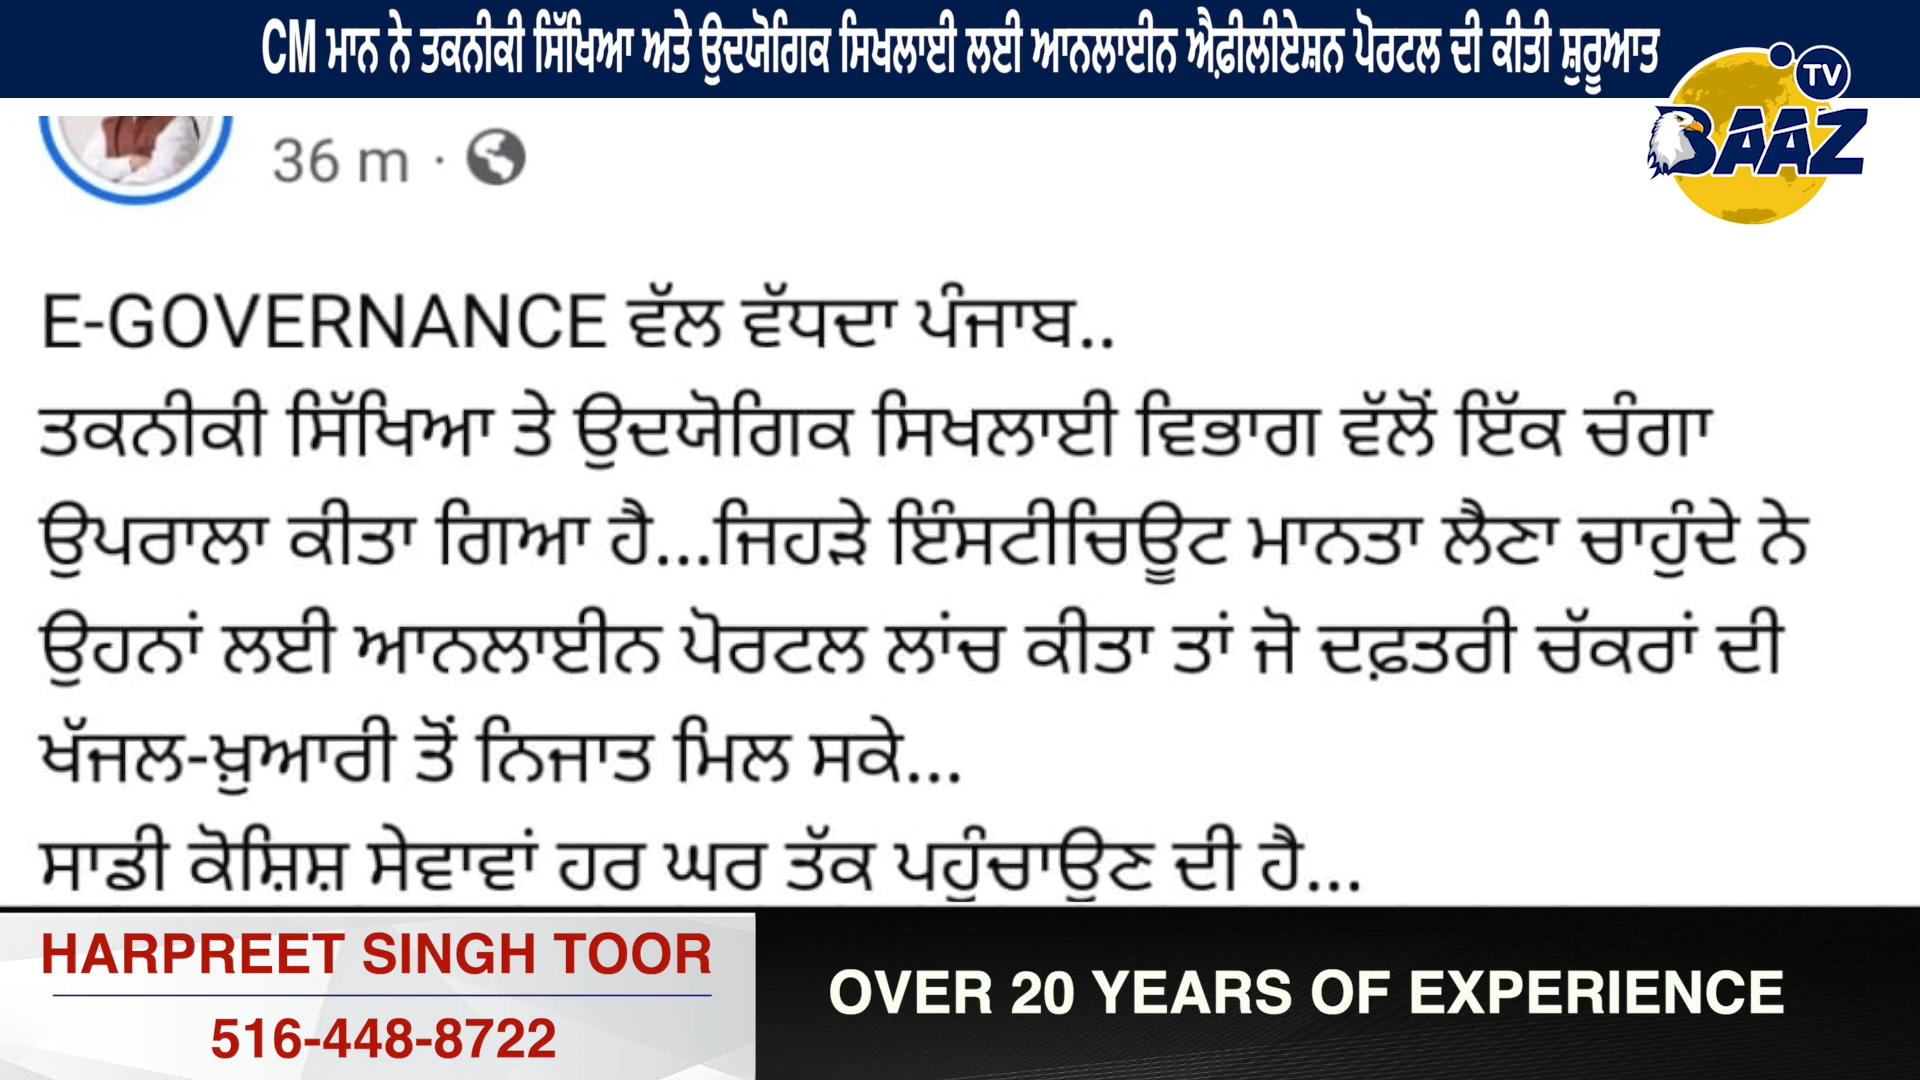 CM ਮਾਨ ਨੇ ਤਕਨੀਕੀ ਸਿੱਖਿਆ ਅਤੇ ਉਦਯੋਗਿਕ ਸਿਖਲਾਈ ਲਈ ਆਨਲਾਈਨ ਐਫ਼ੀਲੀਏਸ਼ਨ ਪੋਰਟਲ ਦੀ ਕੀਤੀ ਸ਼ੁਰੂਆਤ
TV
BAAZ
36 m ·
E-GOVERNANCE ਵੱਲ ਵੱਧਦਾ ਪੰਜਾਬ..
ਤਕਨੀਕੀ ਸਿੱਖਿਆ ਤੇ ਉਦਯੋਗਿਕ ਸਿਖਲਾਈ ਵਿਭਾਗ ਵੱਲੋਂ ਇੱਕ ਚੰਗਾ
ਉਪਰਾਲਾ ਕੀਤਾ ਗਿਆ ਹੈ...ਜਿਹੜੇ ਇੰਸਟੀਚਿਊਟ ਮਾਨਤਾ ਲੈਣਾ ਚਾਹੁੰਦੇ ਨੇ
ਉਹਨਾਂ ਲਈ ਆਨਲਾਈਨ ਪੋਰਟਲ ਲਾਂਚ ਕੀਤਾ ਤਾਂ ਜੋ ਦਫ਼ਤਰੀ ਚੱਕਰਾਂ ਦੀ
ਖੱਜਲ-ਖ਼ੁਆਰੀ ਤੋਂ ਨਿਜਾਤ ਮਿਲ ਸਕੇ...
ਸਾਡੀ ਕੋਸ਼ਿਸ਼ ਸੇਵਾਵਾਂ ਹਰ ਘਰ ਤੱਕ ਪਹੁੰਚਾਉਣ ਦੀ ਹੈ...
HARPREET SINGH TOOR
516-448-8722
OVER 20 YEARS OF EXPERIENCE